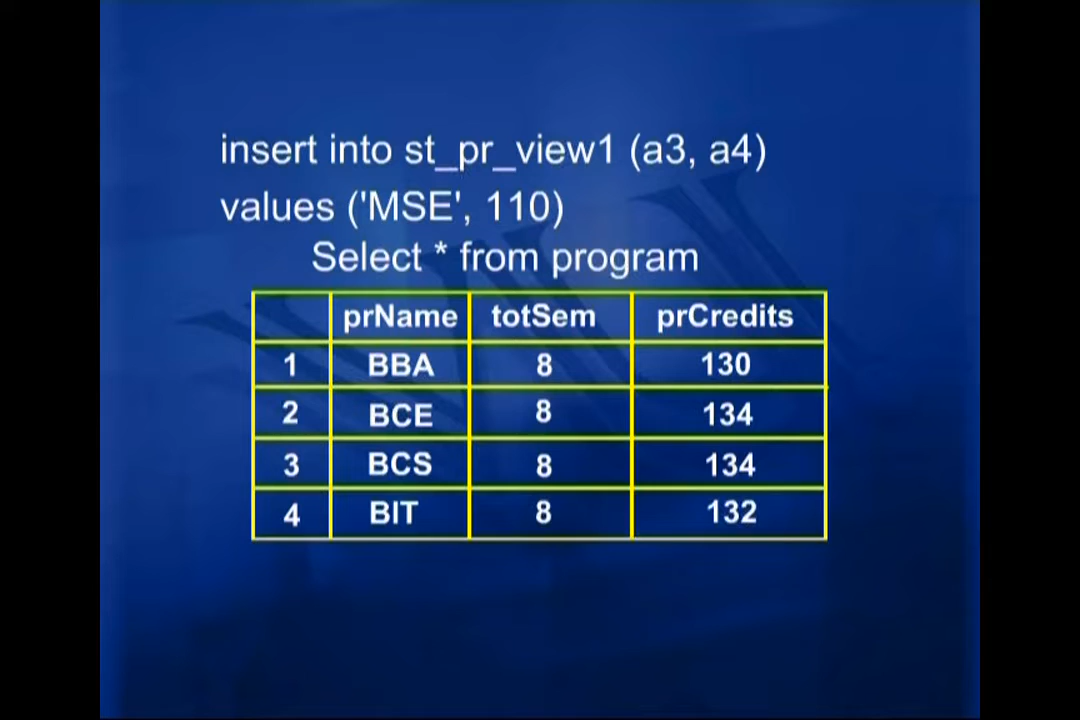 insert into st_pr_view1 (a3, a4)
values ('MSE', 110)
Select * from program
prName totSem prCredits
1 BBA 8 130
2 BCE 8 134
3 BCS 8 134
4 BIT 8 132